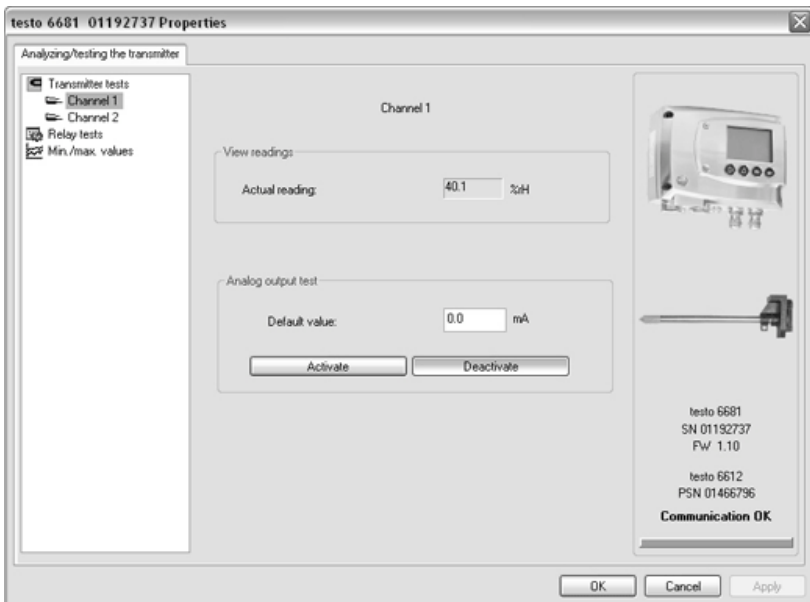 testo 6681 01192737 Properties
Analyzing/testing the transmitter
Transmitter tests
Channel 1
Channel 2
Relay tests
Min./max. values
Channel 1
View readings
Actual reading: 40.1 %rH
Analog output test
Default value: 0.0 mA
Activate Deactivate
testo 6681
SN 01192737
FW 1.10
testo 6612
PSN 01466796
Communication OK
OK Cancel Apply